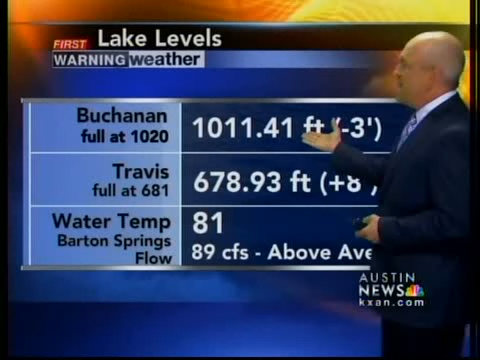 Lake Levels
FIRST
WARNING weather
Buchanan
full at 1020
1011.41 ft (-3')
Travis
full at 681
678.93 ft (+8
Water Temp
81
Barton Springs
Flow
89 cfs - Above Ave
AUSTIN
NEWS
kxan.com